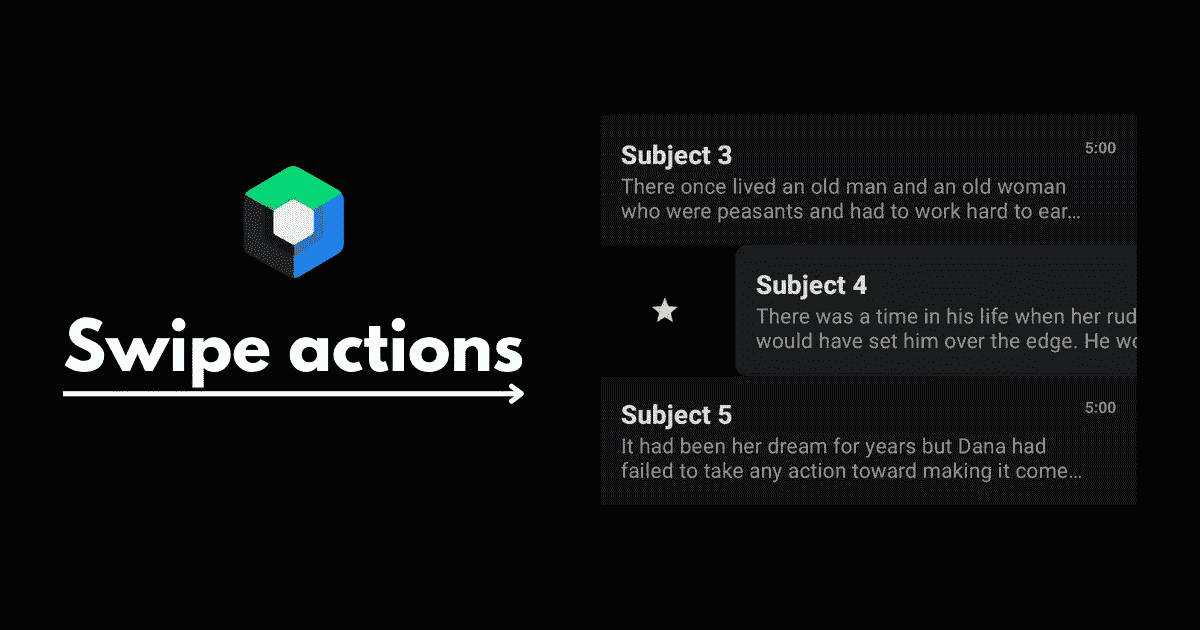 Swipe actions
Subject 3
5:00
There once lived an old man and an old woman
who were peasants and had to work hard to ear...
Subject 4
There was a time in his life when her rud
would have set him over the edge. He wo
Subject 5
5:00
It had been her dream for years but Dana had
failed to take any action toward making it come...